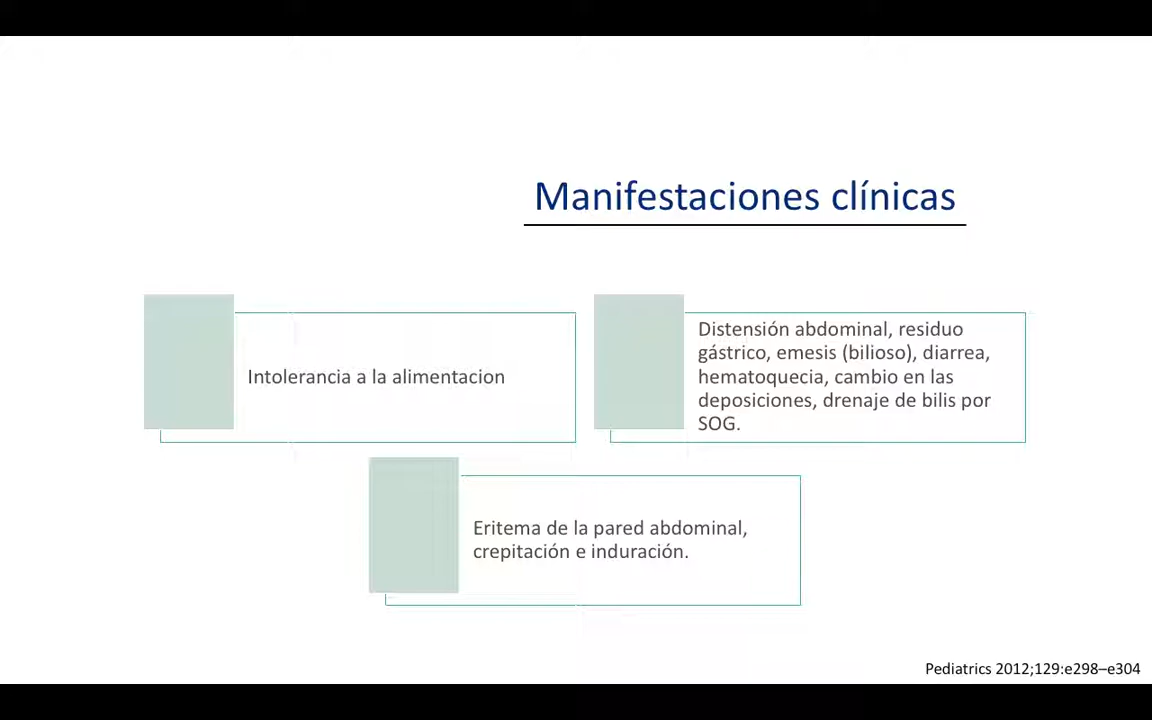 Manifestaciones clínicas
Intolerancia a la alimentacion
Distensión abdominal, residuo
gástrico, emesis (bilioso), diarrea,
hematoquecia, cambio en las
deposiciones, drenaje de bilis por
SOG.
Eritema de la pared abdominal,
crepitación e induración.
Pediatrics 2012;129:e298–e304